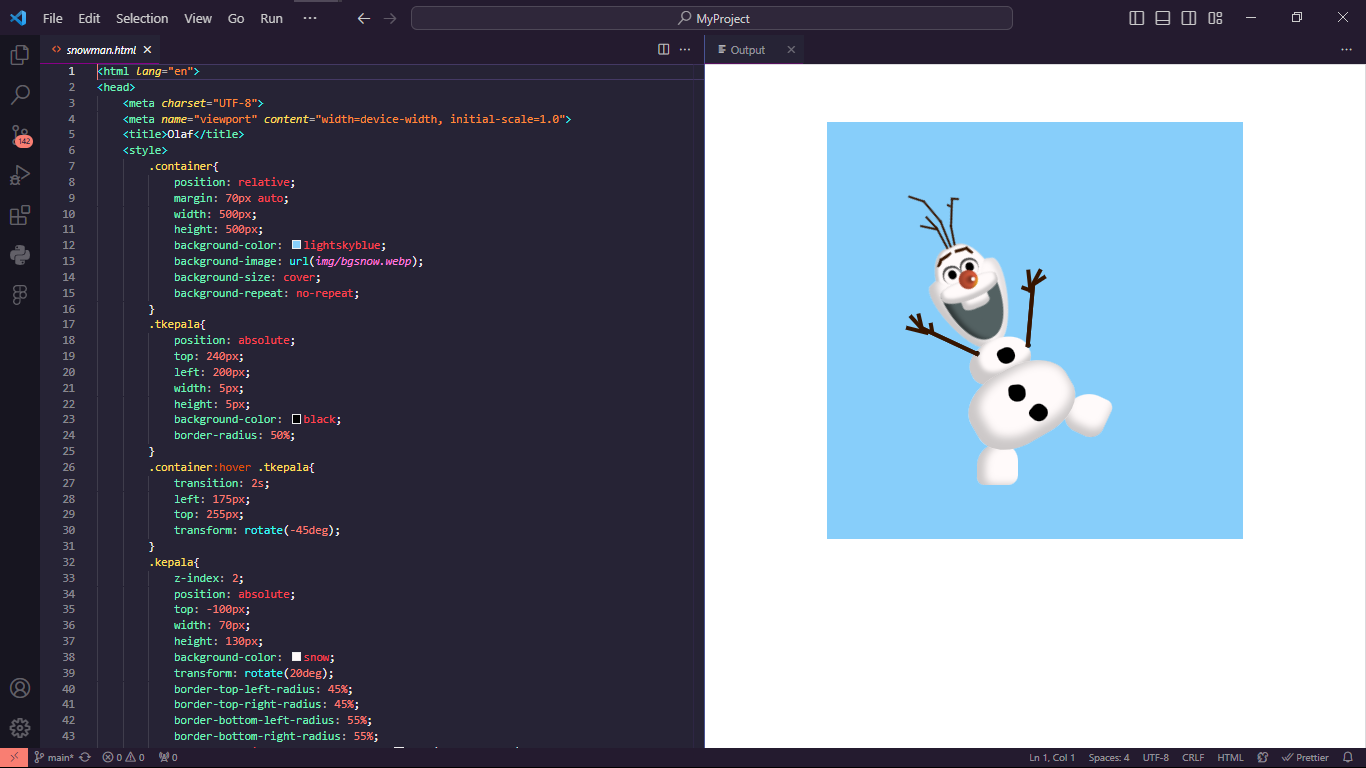 File Edit Selection View Go Run ··· MyProject
snowman.html
Output
1 <html lang="en">
2 <head>
3 <meta charset="UTF-8">
4 <meta name="viewport" content="width=device-width, initial-scale=1.0">
5 <title>Olaf</title>
6 <style>
7 .container{
8 position: relative;
9 margin: 70px auto;
10 width: 500px;
11 height: 500px;
12 background-color: lightskyblue;
13 background-image: url(img/bgsnow.webp);
14 background-size: cover;
15 background-repeat: no-repeat;
16 }
17 .tkepala{
18 position: absolute;
19 top: 240px;
20 left: 200px;
21 width: 5px;
22 height: 5px;
23 background-color: black;
24 border-radius: 50%;
25 }
26 .container:hover .tkepala{
27 transition: 2s;
28 left: 175px;
29 top: 255px;
30 transform: rotate(-45deg);
31 }
32 .kepala{
33 z-index: 2;
34 position: absolute;
35 top: -100px;
36 width: 70px;
37 height: 130px;
38 background-color: snow;
39 transform: rotate(20deg);
40 border-top-left-radius: 45%;
41 border-top-right-radius: 45%;
42 border-bottom-left-radius: 55%;
43 border-bottom-right-radius: 55%;
142
main* 0 0 0 Ln 1, Col 1 Spaces: 4 UTF-8 CRLF HTML Prettier